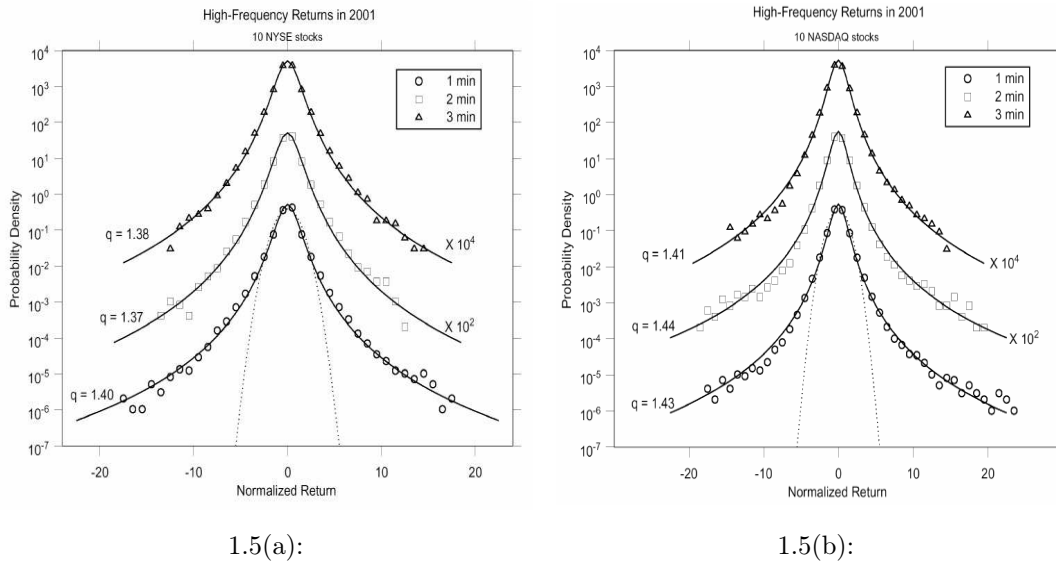 High-Frequency Returns in 2001
10 NYSE stocks
10^4
10^3
10^2
10^1
10^0
10^-1
10^-2
10^-3
10^-4
10^-5
10^-6
10^-7
Probability Density
1 min
2 min
3 min
q = 1.38
X 10^4
q = 1.37
X 10^2
q = 1.40
-20 -10 0 10 20
Normalized Return
1.5(a):
High-Frequency Returns in 2001
10 NASDAQ stocks
10^4
10^3
10^2
10^1
10^0
10^-1
10^-2
10^-3
10^-4
10^-5
10^-6
10^-7
Probability Density
1 min
2 min
3 min
q = 1.41
X 10^4
q = 1.44
X 10^2
q = 1.43
-20 -10 0 10 20
Normalized Return
1.5(b):